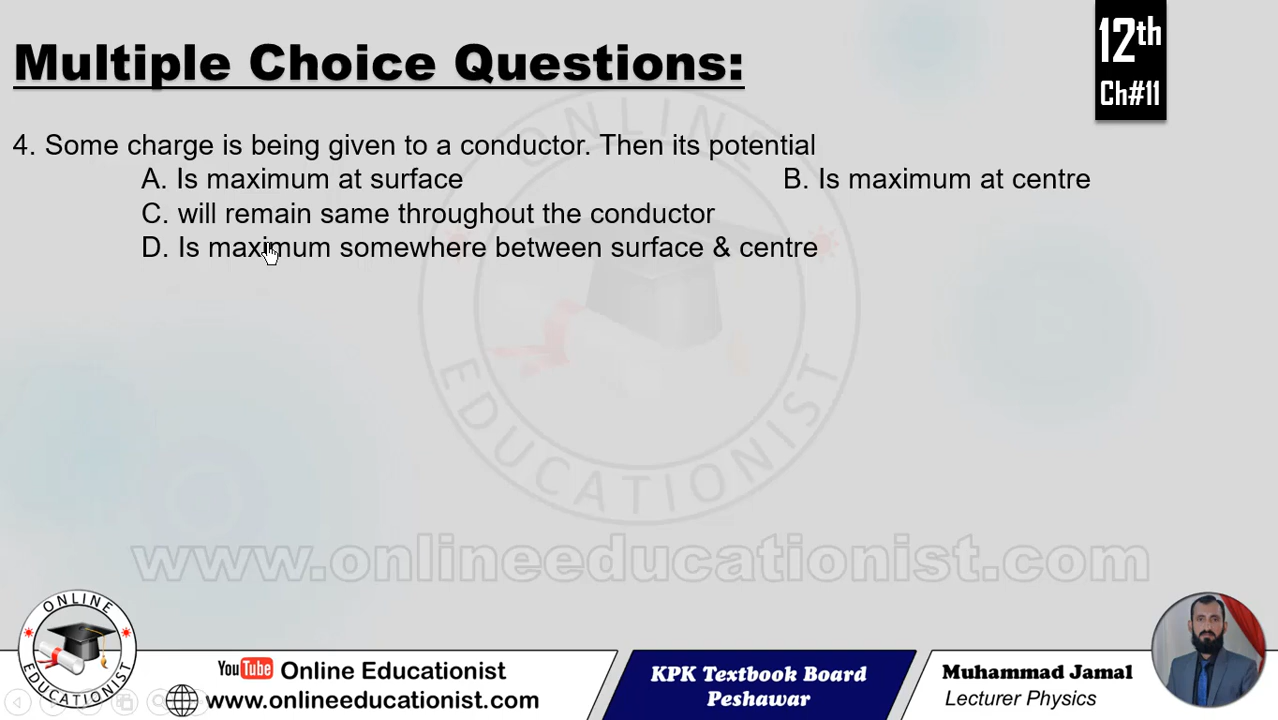 Multiple Choice Questions:
12th
Ch#11
4. Some charge is being given to a conductor. Then its potential
A. Is maximum at surface B. Is maximum at centre
C. will remain same throughout the conductor
D. Is maximum somewhere between surface & centre
ONLINE
EDUCATIONIST
www.onlineeducationist.com
ONLINE
EDUCATIONIST
YouTube Online Educationist
www.onlineeducationist.com
KPK Textbook Board
Peshawar
Muhammad Jamal
Lecturer Physics